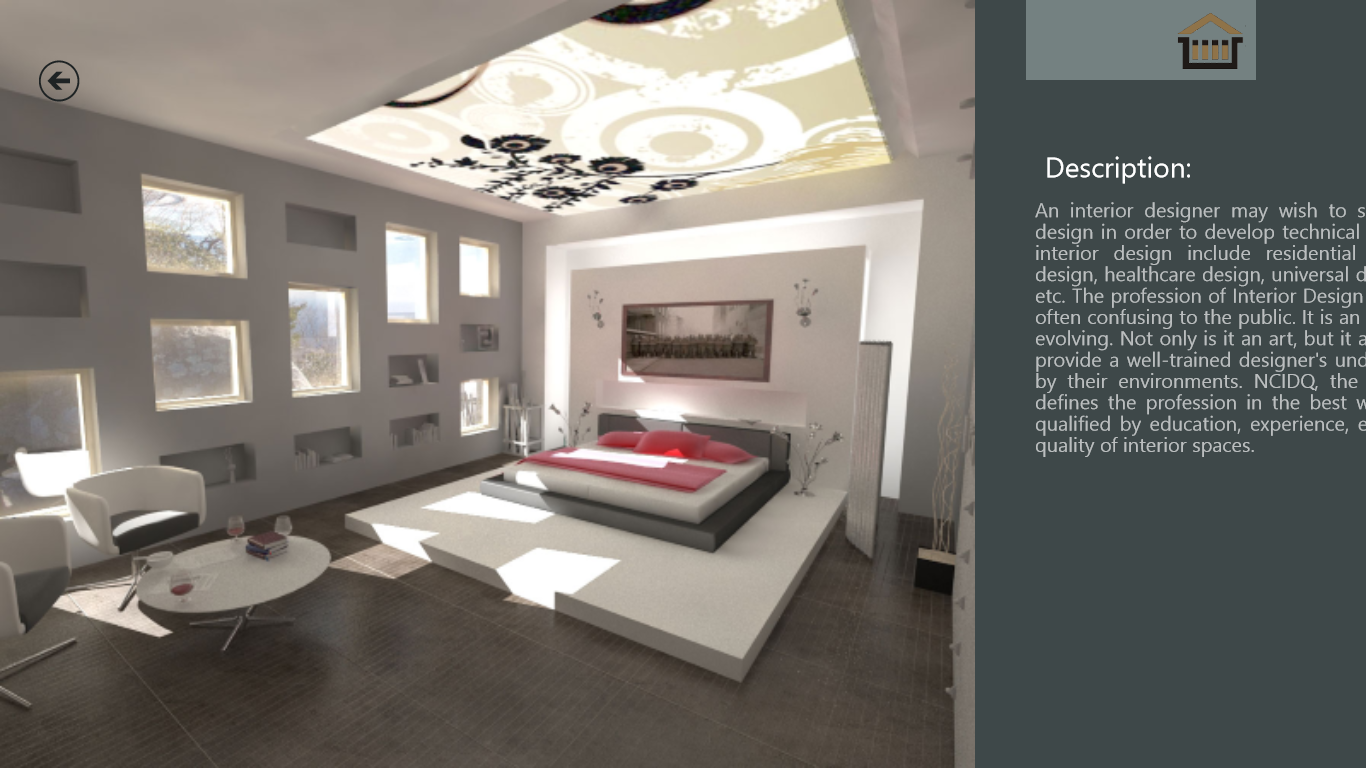 Description:
An interior designer may wish to s
design in order to develop technical
interior design include residential
design, healthcare design, universal d
etc. The profession of Interior Design
often confusing to the public. It is an
evolving. Not only is it an art, but it a
provide a well-trained designer's und
by their environments. NCIDQ, the
defines the profession in the best w
qualified by education, experience, e
quality of interior spaces.